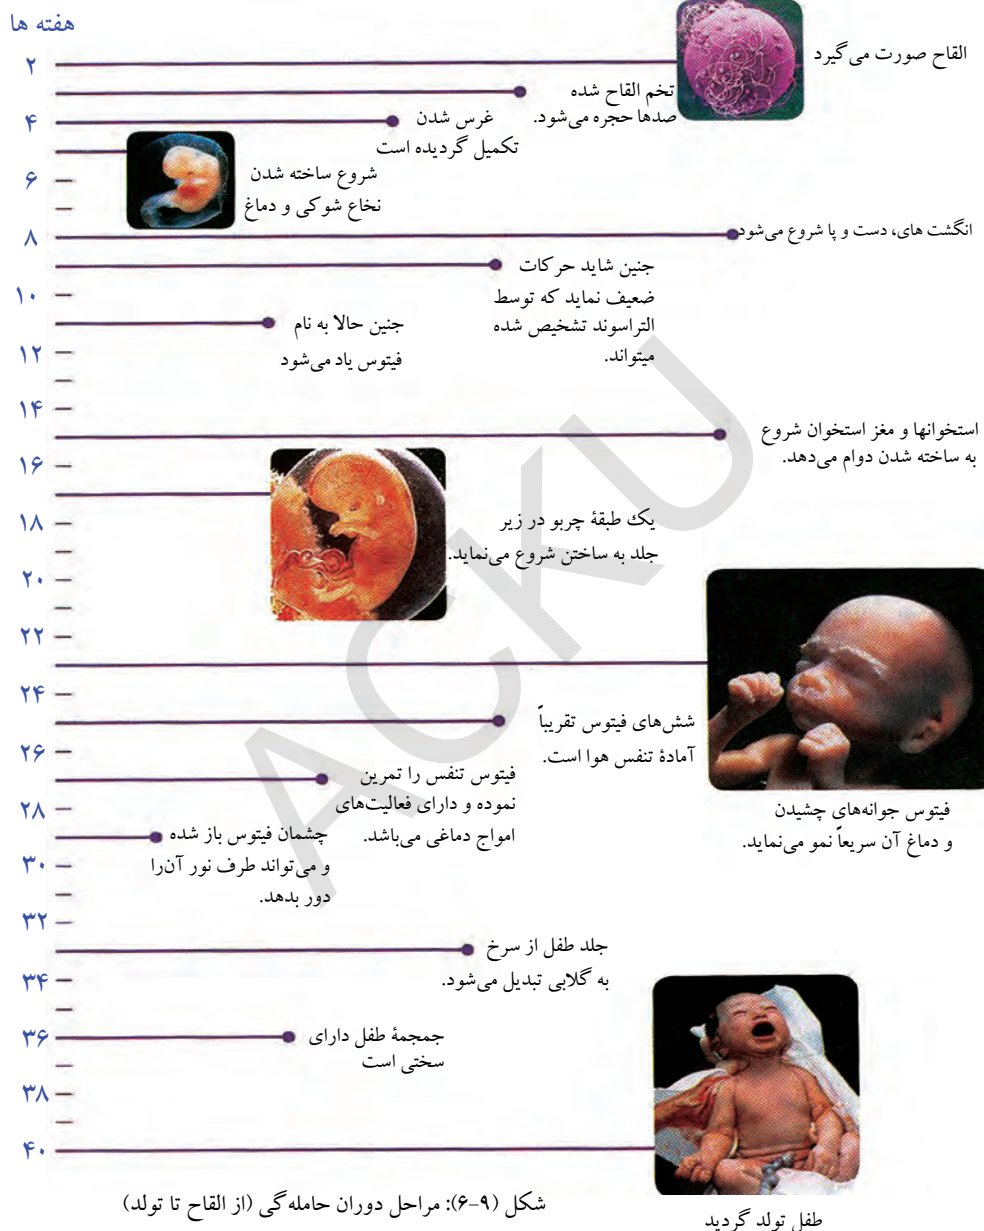 هفته ها
۲
القاح صورت می‌گیرد
تخم القاح شده
صدها حجره می‌شود.
۴
غرس شدن
تکمیل گردیده است
شروع ساخته شدن
نخاع شوکی و دماغ
۶
۸
انگشت های، دست و پا شروع می‌شود
جنین شاید حرکات
ضعیف نماید که توسط
التراسوند تشخیص شده
میتواند.
۱۰
جنین حالا به نام
فیتوس یاد می‌شود
۱۲
۱۴
استخوانها و مغز استخوان شروع
به ساخته شدن دوام می‌دهد.
۱۶
یک طبقۀ چربو در زیر
جلد به ساختن شروع می‌نماید.
۱۸
۲۰
۲۲
فیتوس جوانه‌های چشیدن
و دماغ آن سریعاً نمو می‌نماید.
۲۴
شش‌های فیتوس تقریباً
آمادۀ تنفس هوا است.
۲۶
فیتوس تنفس را تمرین
نموده و دارای فعالیت‌های
امواج دماغی می‌باشد.
۲۸
چشمان فیتوس باز شده
و می‌تواند طرف نور آن‌را
دور بدهد.
۳۰
۳۲
جلد طفل از سرخ
به گلابی تبدیل می‌شود.
۳۴
۳۶
جمجمۀ طفل دارای
سختی است
۳۸
۴۰
طفل تولد گردید
شکل (۹-۶): مراحل دوران حامله‌گی (از القاح تا تولد)
ACKU